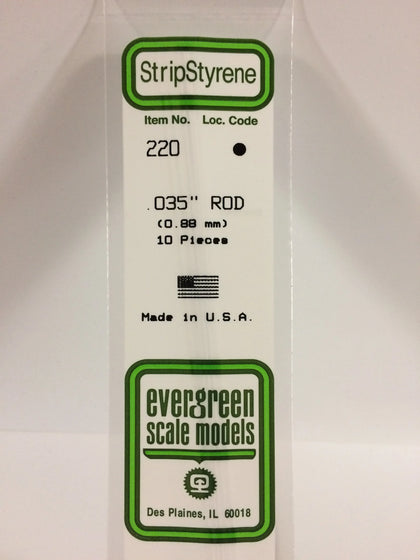 StripStyrene
Item No. Loc. Code
220
.035" ROD
(0.88 mm)
10 Pieces
Made in U.S.A.
evergreen
scale models
Des Plaines, IL 60018